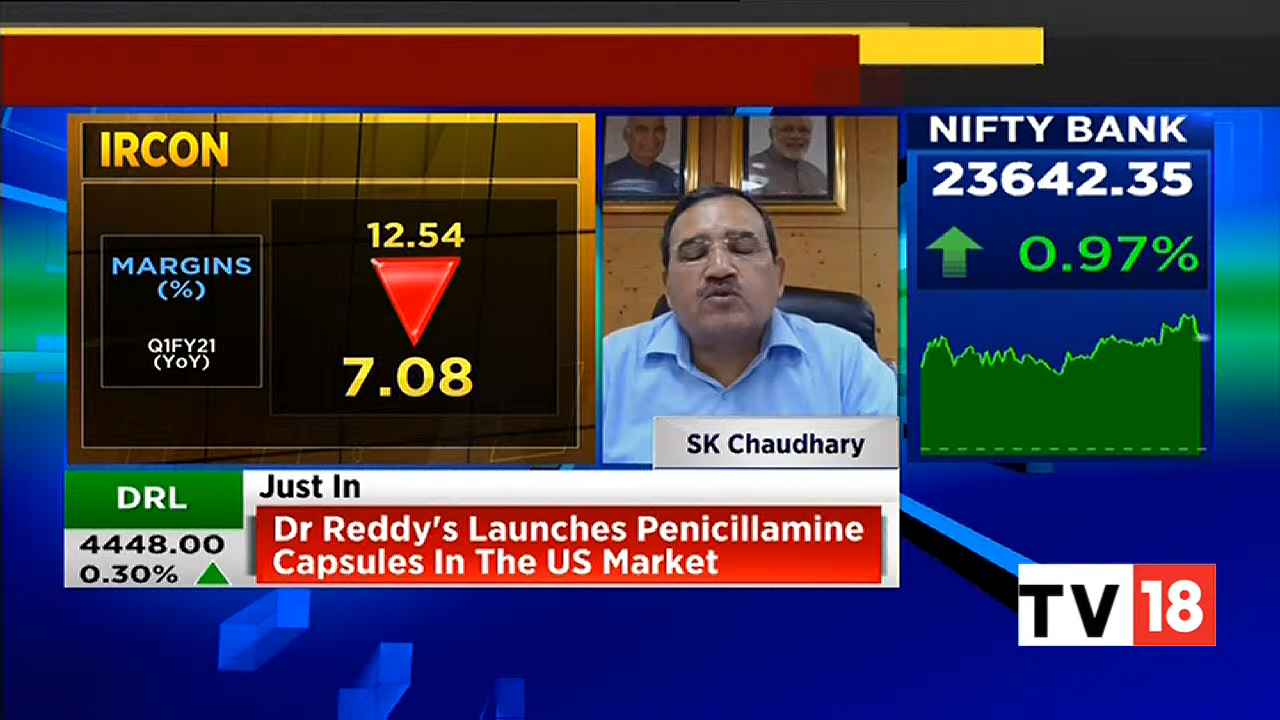 IRCON
MARGINS
(%)
Q1FY21
(YoY)
12.54
7.08
SK Chaudhary
NIFTY BANK
23642.35
0.97%
DRL
4448.00
0.30%
Just In
Dr Reddy's Launches Penicillamine
Capsules In The US Market
TV18